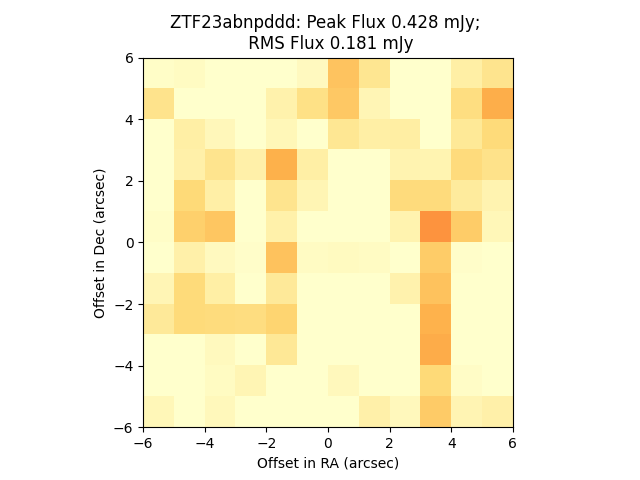 ZTF23abnpddd: Peak Flux 0.428 mJy;
RMS Flux 0.181 mJy
6
4
2
0
−2
−4
−6
Offset in Dec (arcsec)
−6 −4 −2 0 2 4 6
Offset in RA (arcsec)